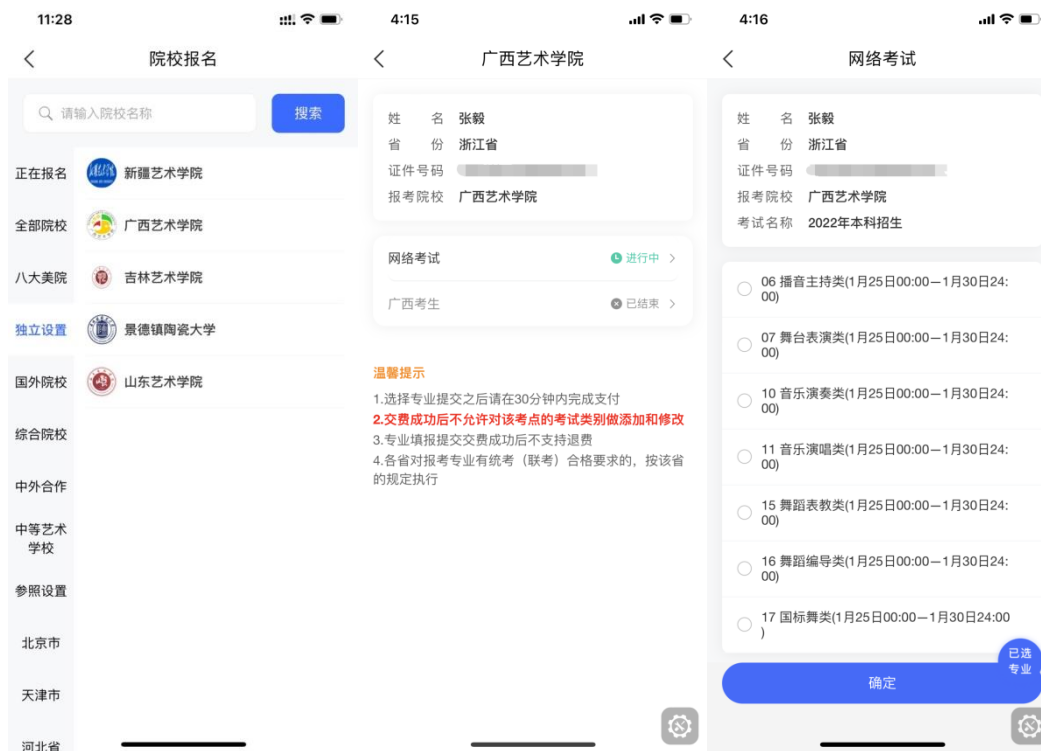 11:28
院校报名
请输入院校名称
搜索
正在报名
全部院校
八大美院
独立设置
国外院校
综合院校
中外合作
中等艺术
学校
参照设置
北京市
天津市
河北省
新疆艺术学院
广西艺术学院
吉林艺术学院
景德镇陶瓷大学
山东艺术学院
4:15
广西艺术学院
姓 名 张毅
省 份 浙江省
证件号码
报考院校 广西艺术学院
网络考试 进行中
广西考生 已结束
温馨提示
1.选择专业提交之后请在30分钟内完成支付
2.交费成功后不允许对该考点的考试类别做添加和修改
3.专业填报提交交费成功后不支持退费
4.各省对报考专业有统考（联考）合格要求的，按该省
的规定执行
4:16
网络考试
姓 名 张毅
省 份 浙江省
证件号码
报考院校 广西艺术学院
考试名称 2022年本科招生
06 播音主持类(1月25日00:00—1月30日24:
00)
07 舞台表演类(1月25日00:00—1月30日24:
00)
10 音乐演奏类(1月25日00:00—1月30日24:
00)
11 音乐演唱类(1月25日00:00—1月30日24:
00)
15 舞蹈表教类(1月25日00:00—1月30日24:
00)
16 舞蹈编导类(1月25日00:00—1月30日24:
00)
17 国标舞类(1月25日00:00—1月30日24:00
)
已选
专业
确定